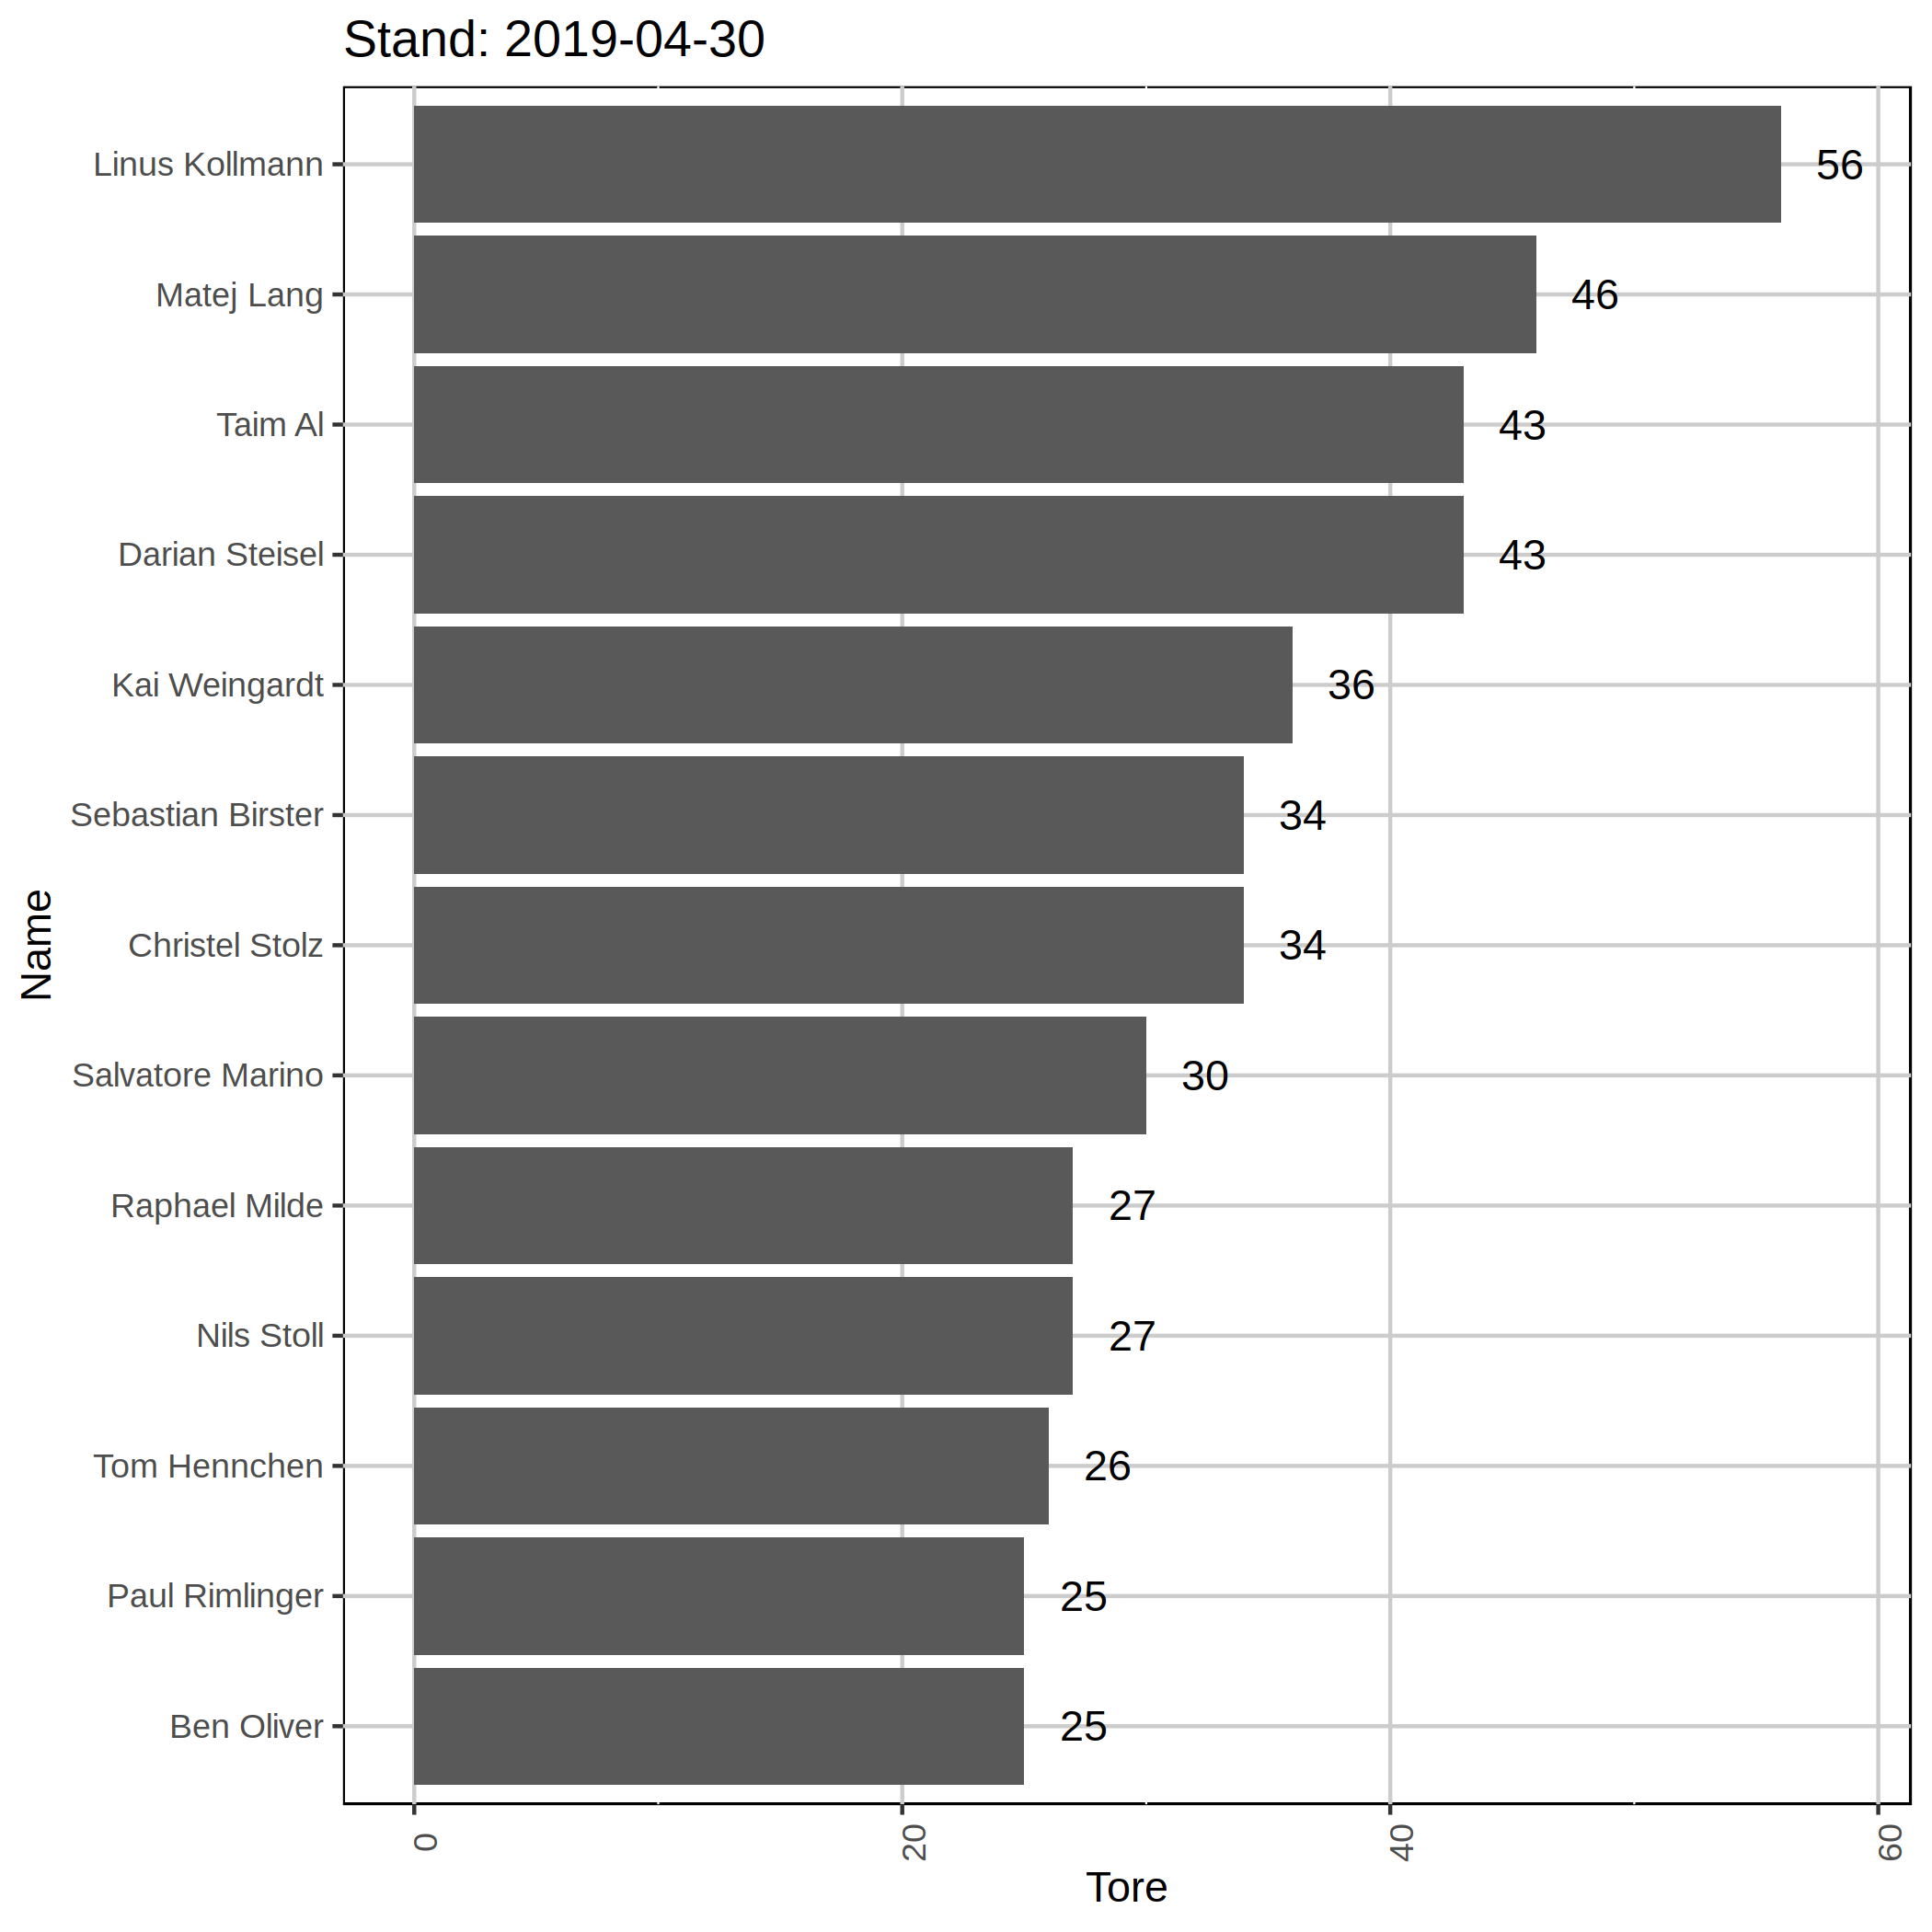 Stand: 2019-04-30
Linus Kollmann 56
Matej Lang 46
Taim Al 43
Darian Steisel 43
Kai Weingardt 36
Sebastian Birster 34
Christel Stolz 34
Salvatore Marino 30
Raphael Milde 27
Nils Stoll 27
Tom Hennchen 26
Paul Rimlinger 25
Ben Oliver 25
Name
0 20 40 60
Tore